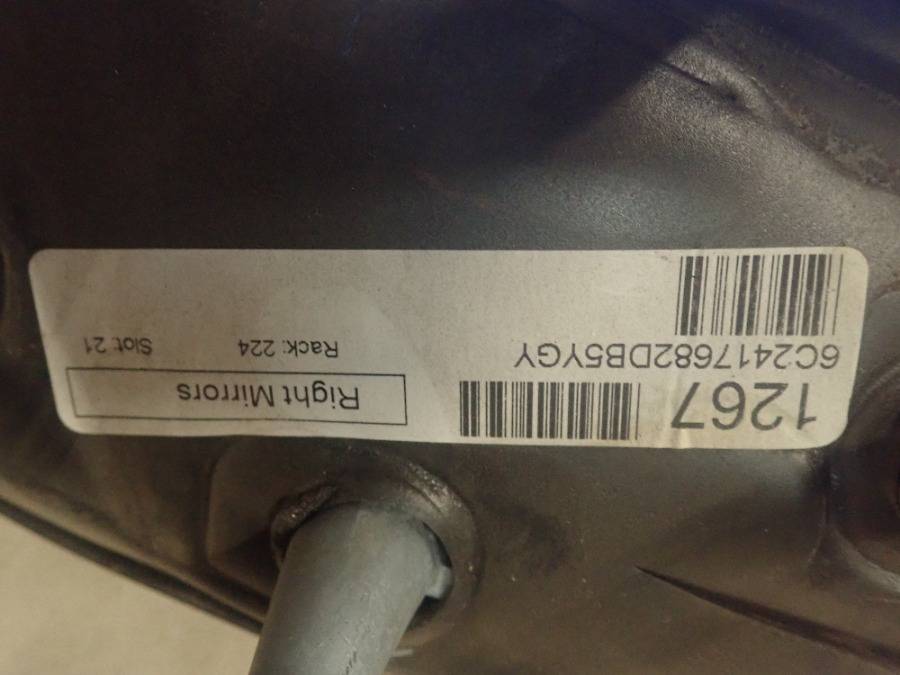 1267
Right Mirrors
6C2417682DB5YGY
Rack: 224
Slot: 21